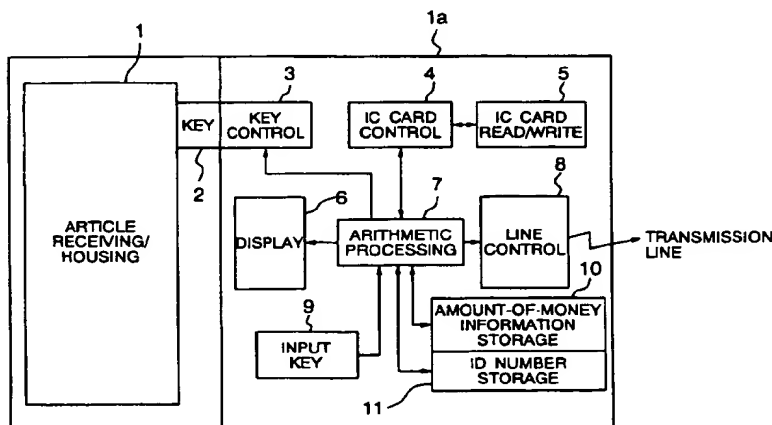 1
1a
3
4
5
KEY
KEY
CONTROL
IC CARD
CONTROL
IC CARD
READ/WRITE
2
6
7
8
ARTICLE
RECEIVING/
HOUSING
DISPLAY
ARITHMETIC
PROCESSING
LINE
CONTROL
TRANSMISSION
LINE
9
10
INPUT
KEY
AMOUNT-OF-MONEY
INFORMATION
STORAGE
ID NUMBER
STORAGE
11